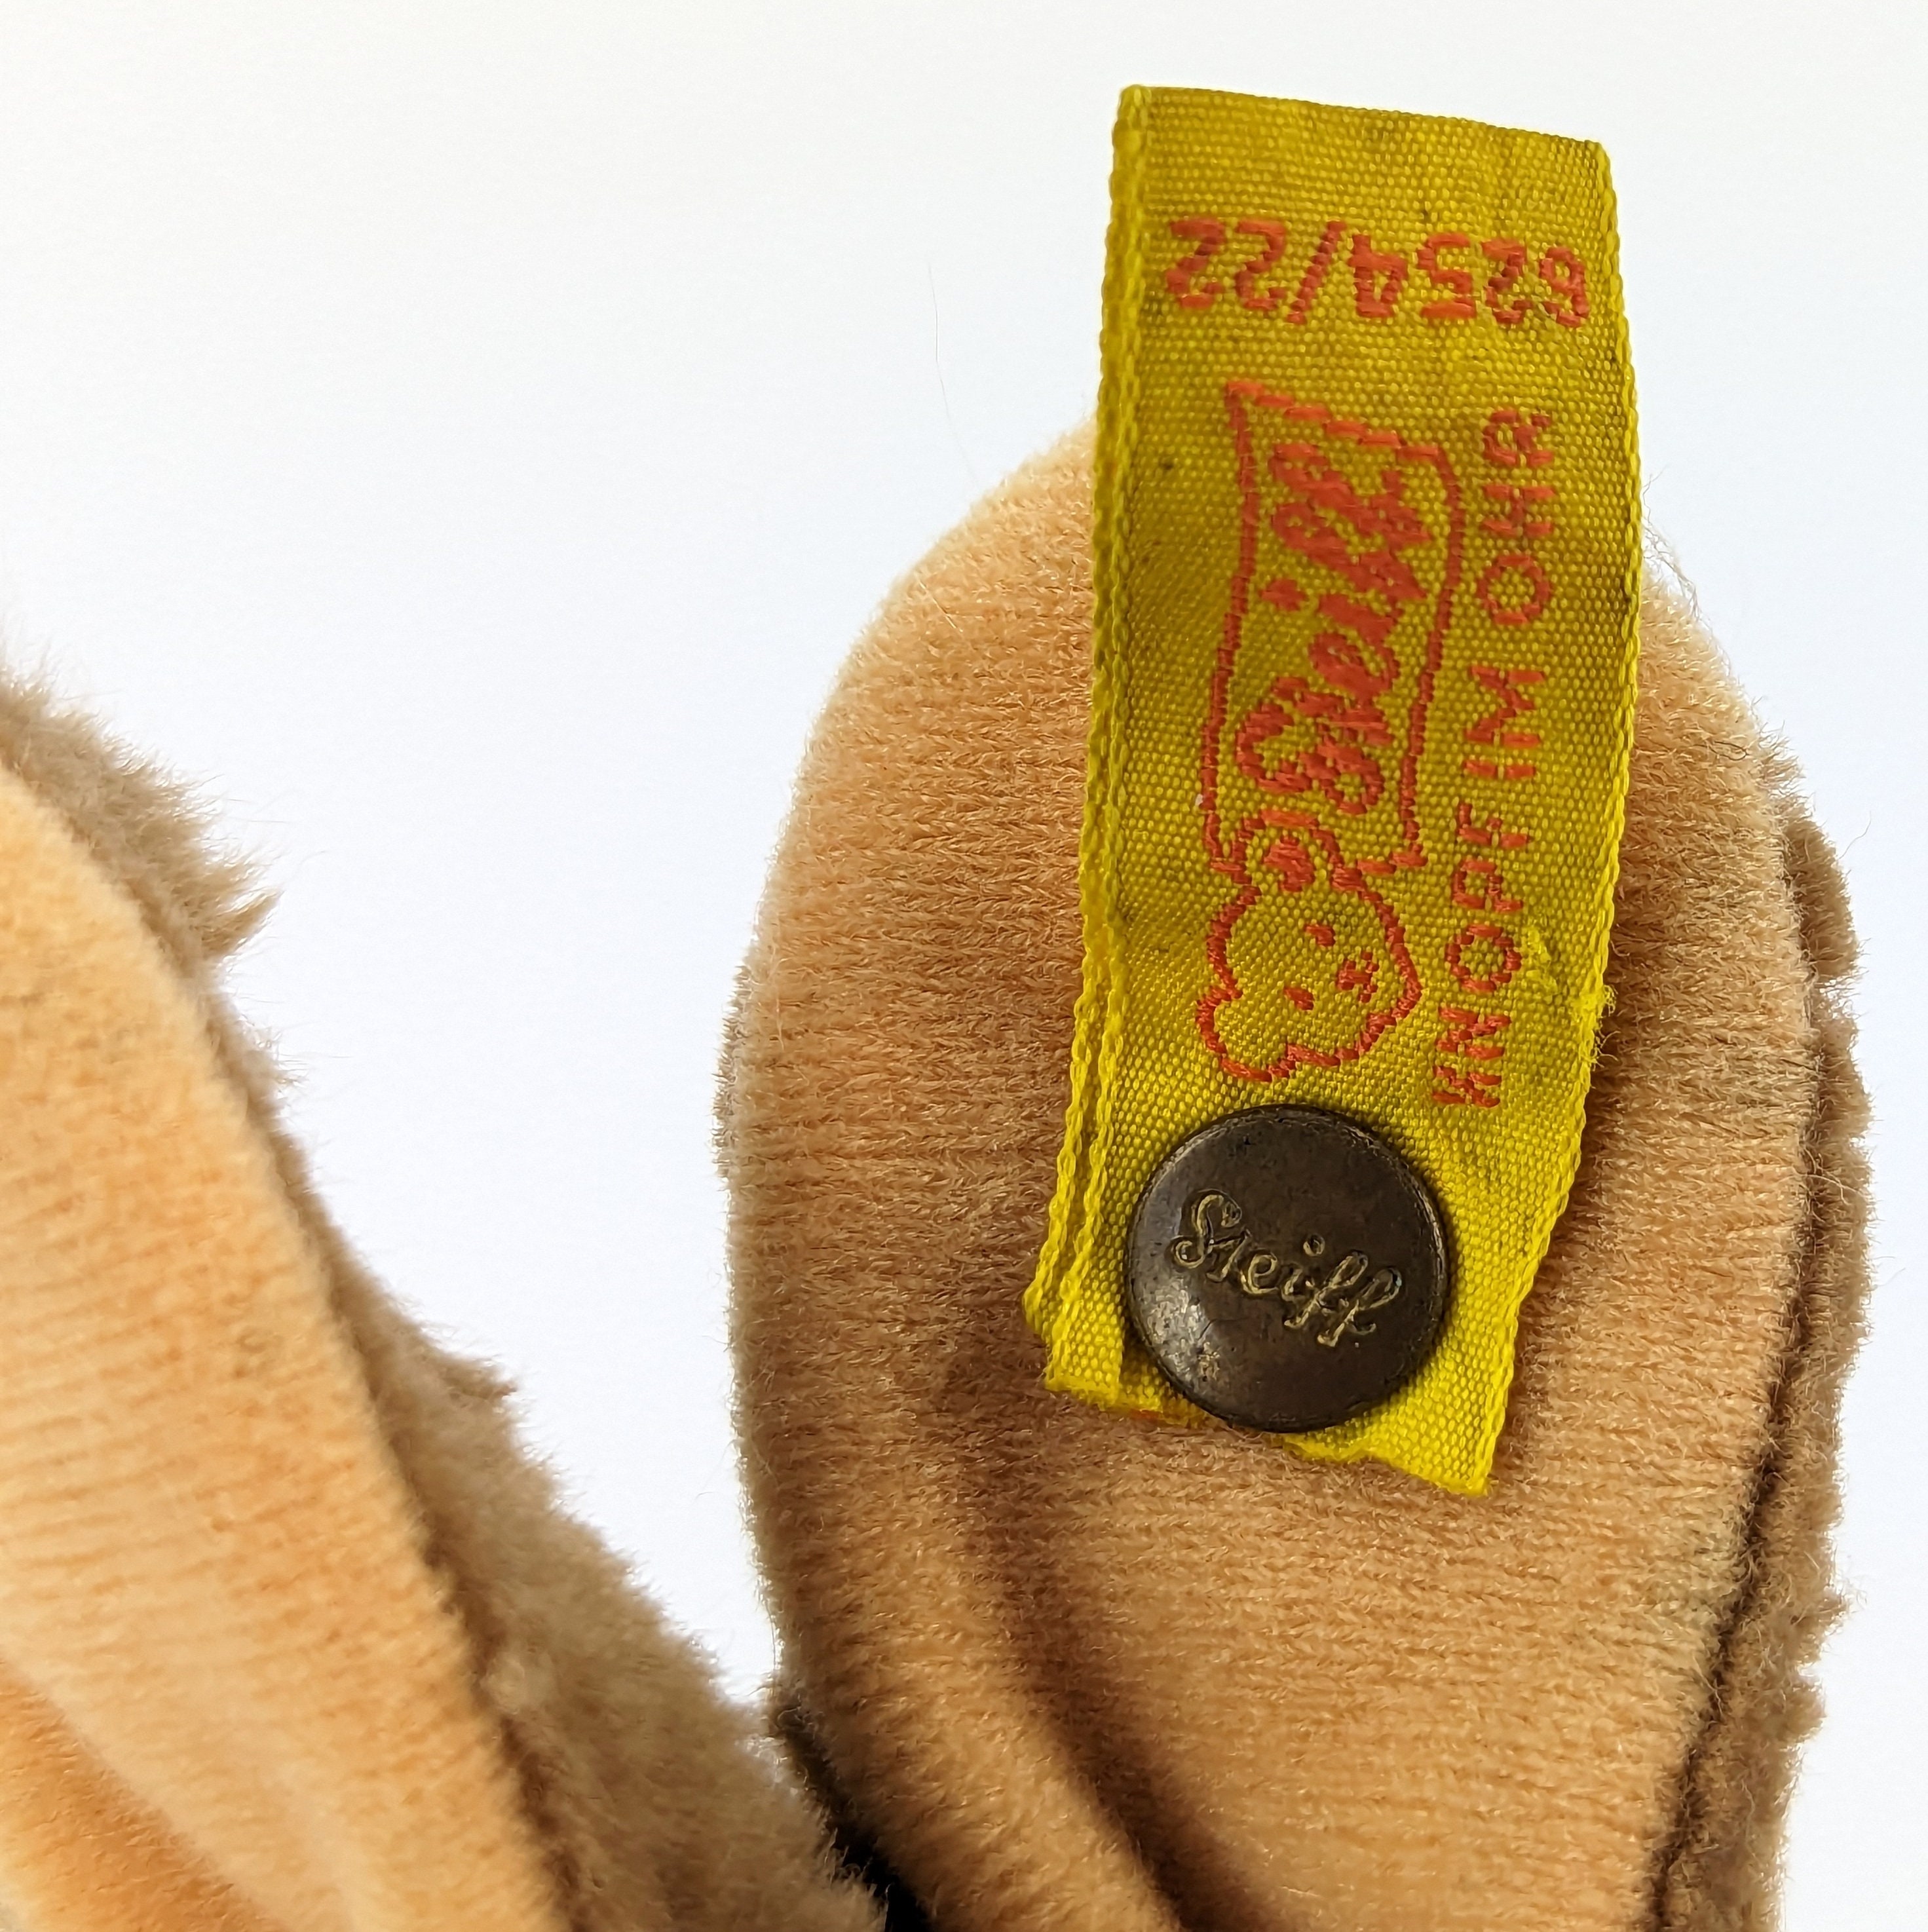 6254/22
Steiff
KNOPF IM OHR
Steiff